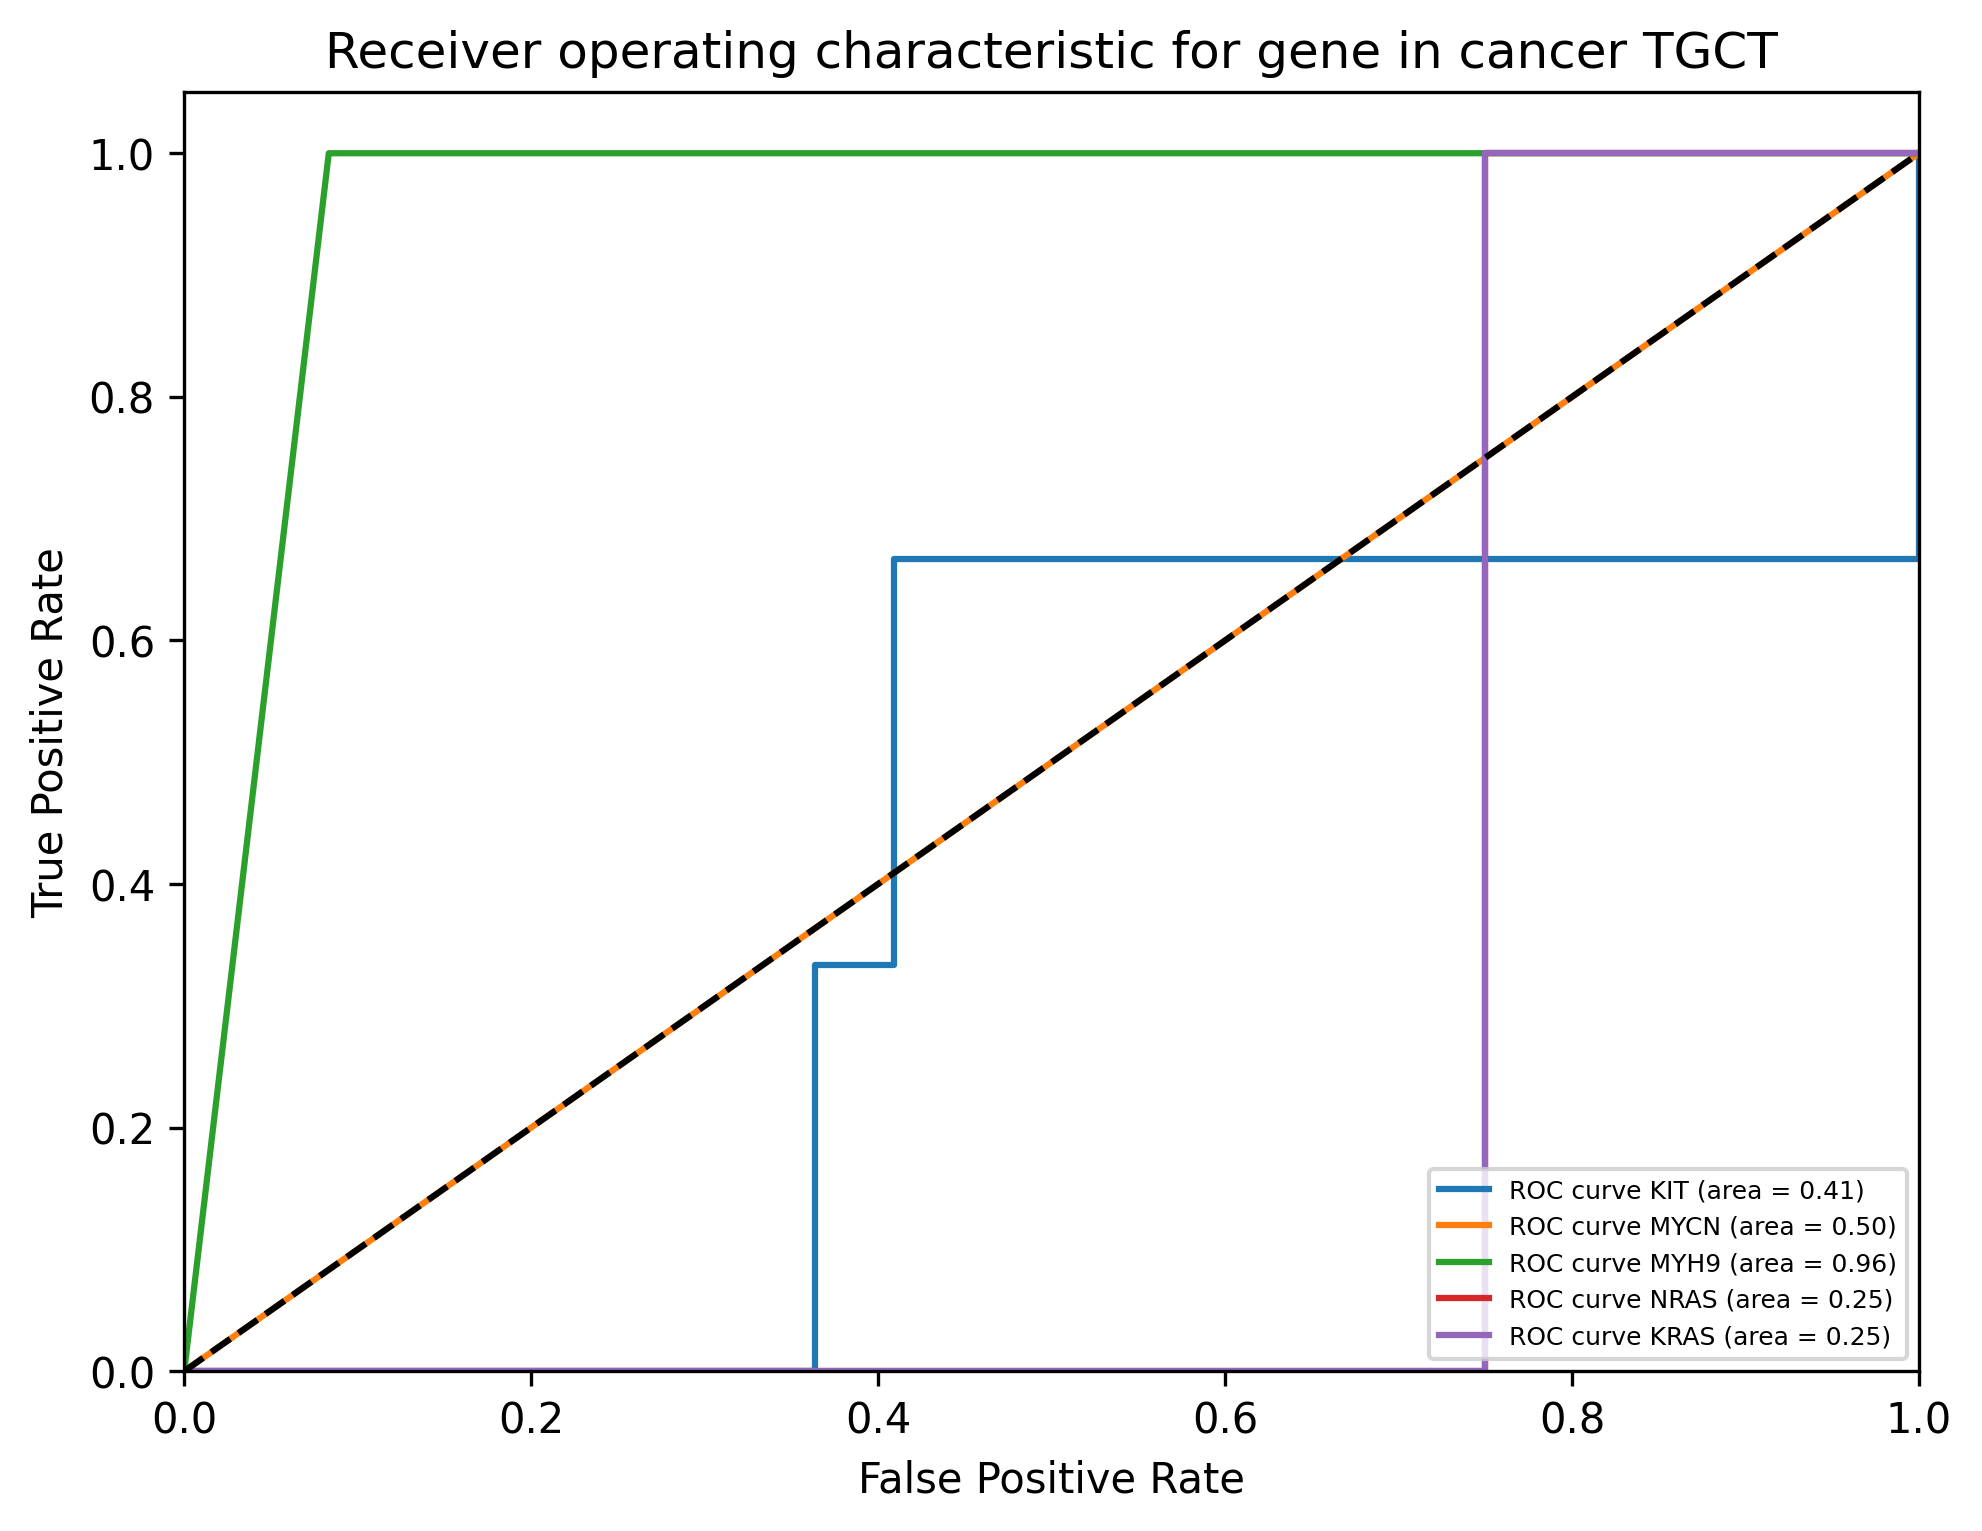 Receiver operating characteristic for gene in cancer TGCT
True Positive Rate
1.0
0.8
0.6
0.4
0.2
0.0
ROC curve KIT (area = 0.41)
ROC curve MYCN (area = 0.50)
ROC curve MYH9 (area = 0.96)
ROC curve NRAS (area = 0.25)
ROC curve KRAS (area = 0.25)
0.0 0.2 0.4 0.6 0.8 1.0
False Positive Rate